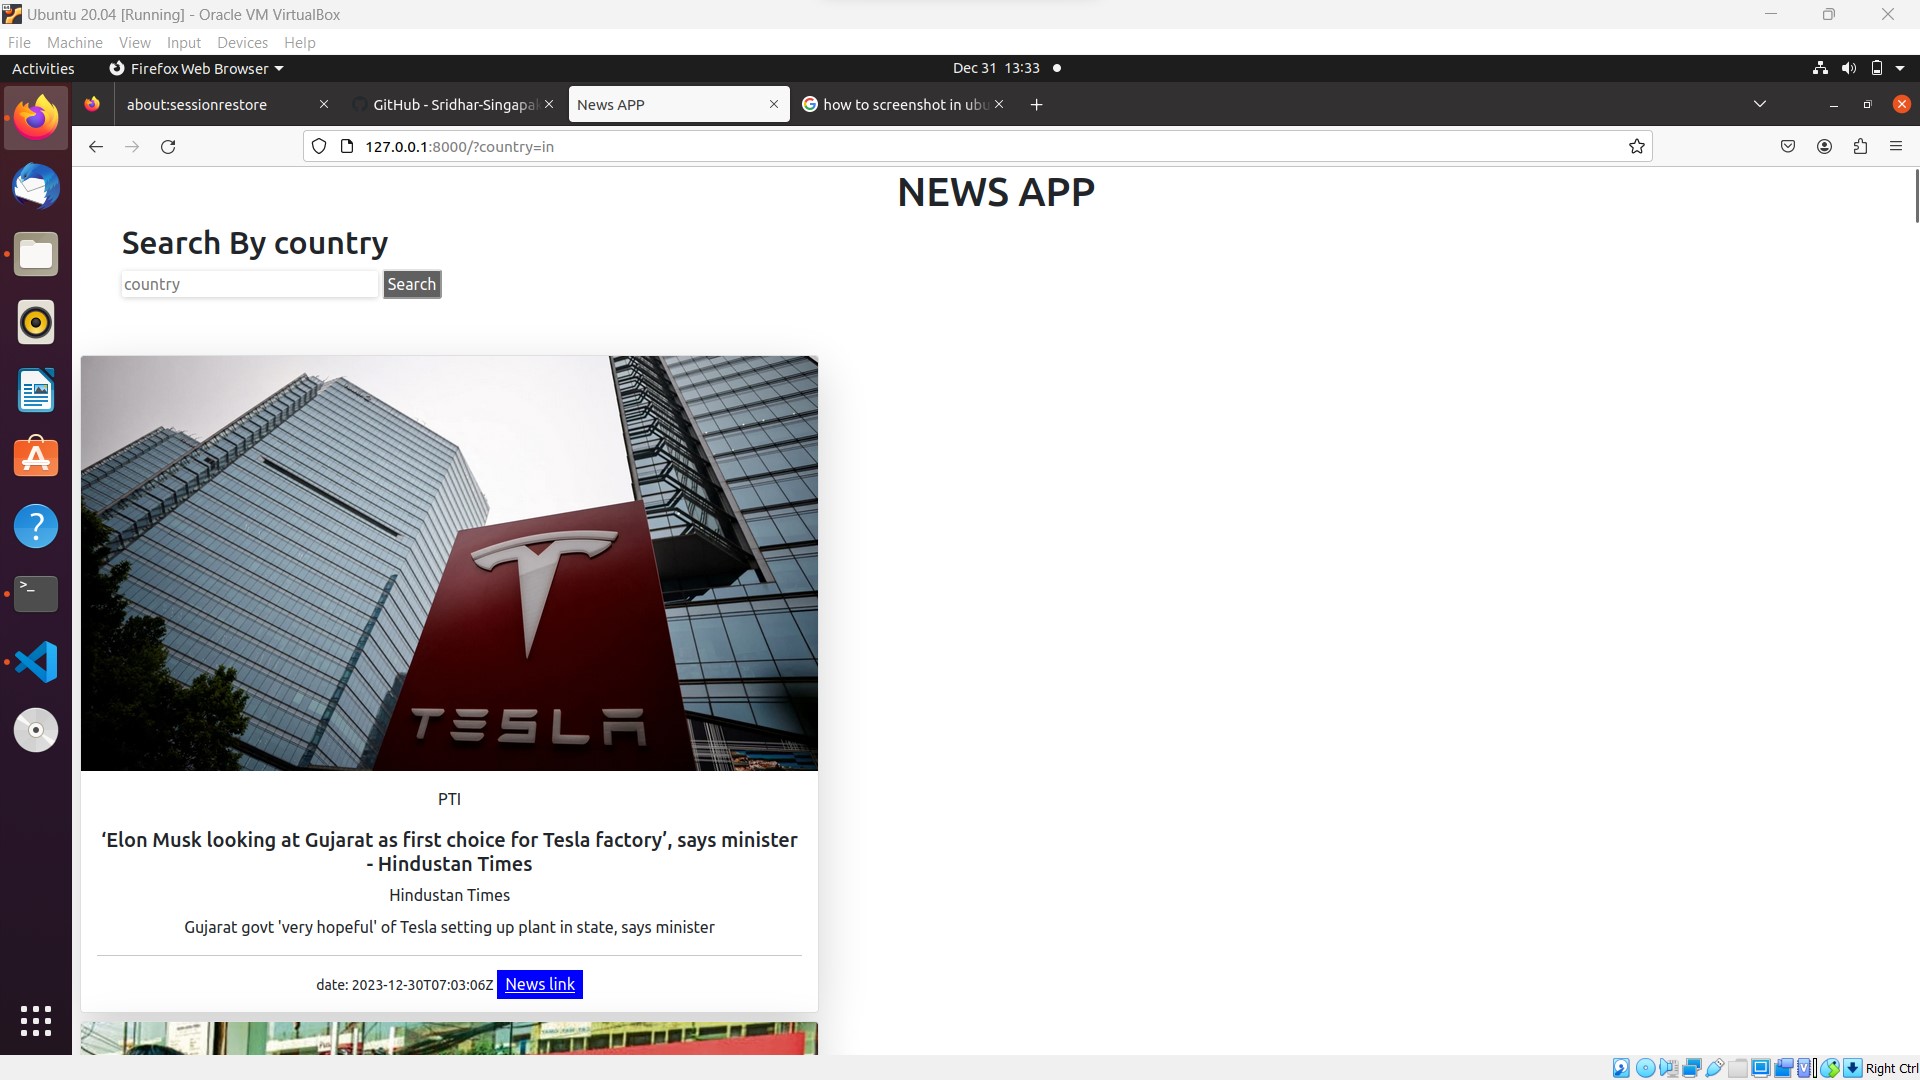 Ubuntu 20.04 [Running] - Oracle VM VirtualBox
File Machine View Input Devices Help
Activities Firefox Web Browser Dec 31 13:33
about:sessionrestore GitHub - Sridhar-Singapal News APP how to screenshot in ubu
127.0.0.1:8000/?country=in
NEWS APP
Search By country
country Search
TESLA
PTI
‘Elon Musk looking at Gujarat as first choice for Tesla factory’, says minister
- Hindustan Times
Hindustan Times
Gujarat govt 'very hopeful' of Tesla setting up plant in state, says minister
date: 2023-12-30T07:03:06Z News link
Right Ctrl